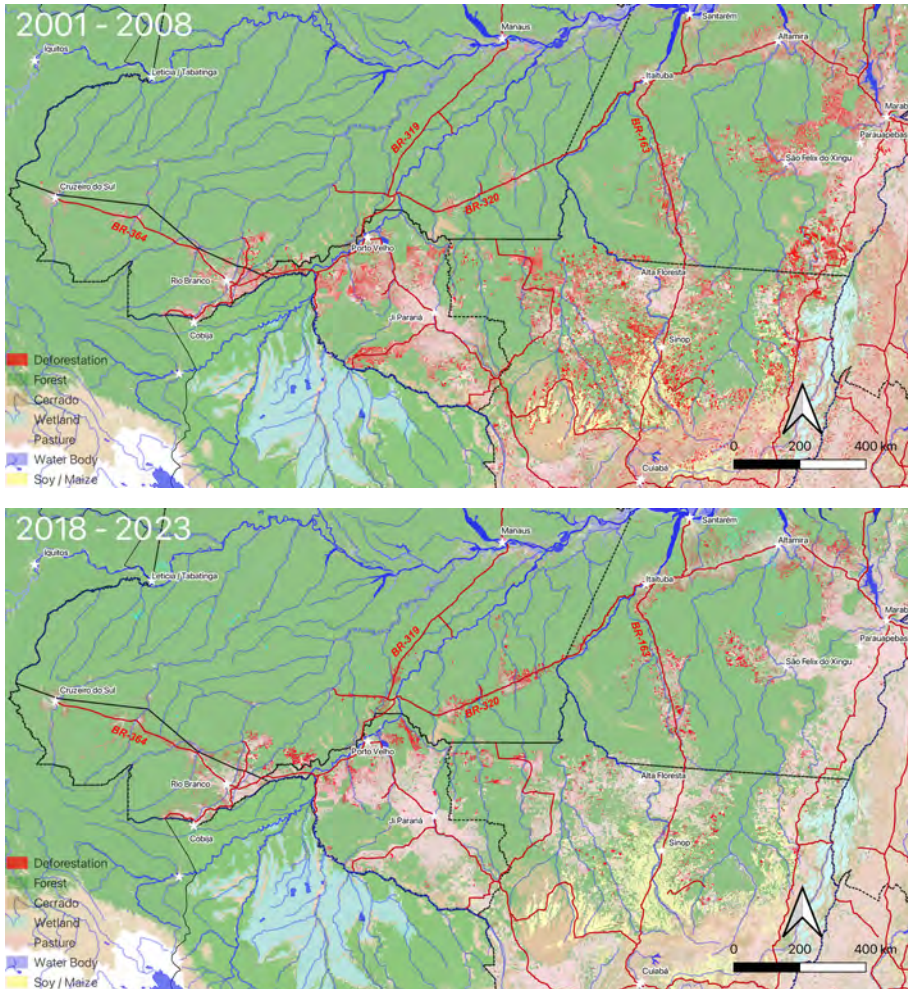 2001 - 2008
Manaus
Santarém
Iquitos
Leticia / Tabatinga
Altamira
Itaituba
Marab
BR-319
BR-163
Parauapebas
São Felix do Xingu
Cruzeiro do Sul
BR-320
BR-364
Porto Velho
Rio Branco
Alta Floresta
Cobija
Ji Paraná
Sinop
Deforestation
Forest
Cerrado
Wetland
Pasture
Water Body
Soy / Maize
Cuiabá
0 200 400 km
2018 - 2023
Manaus
Santarém
Iquitos
Leticia / Tabatinga
Altamira
Itaituba
Marab
BR-319
BR-163
Parauapebas
São Felix do Xingu
Cruzeiro do Sul
BR-320
BR-364
Porto Velho
Rio Branco
Alta Floresta
Cobija
Ji Paraná
Sinop
Deforestation
Forest
Cerrado
Wetland
Pasture
Water Body
Soy / Maize
Cuiabá
0 200 400 km